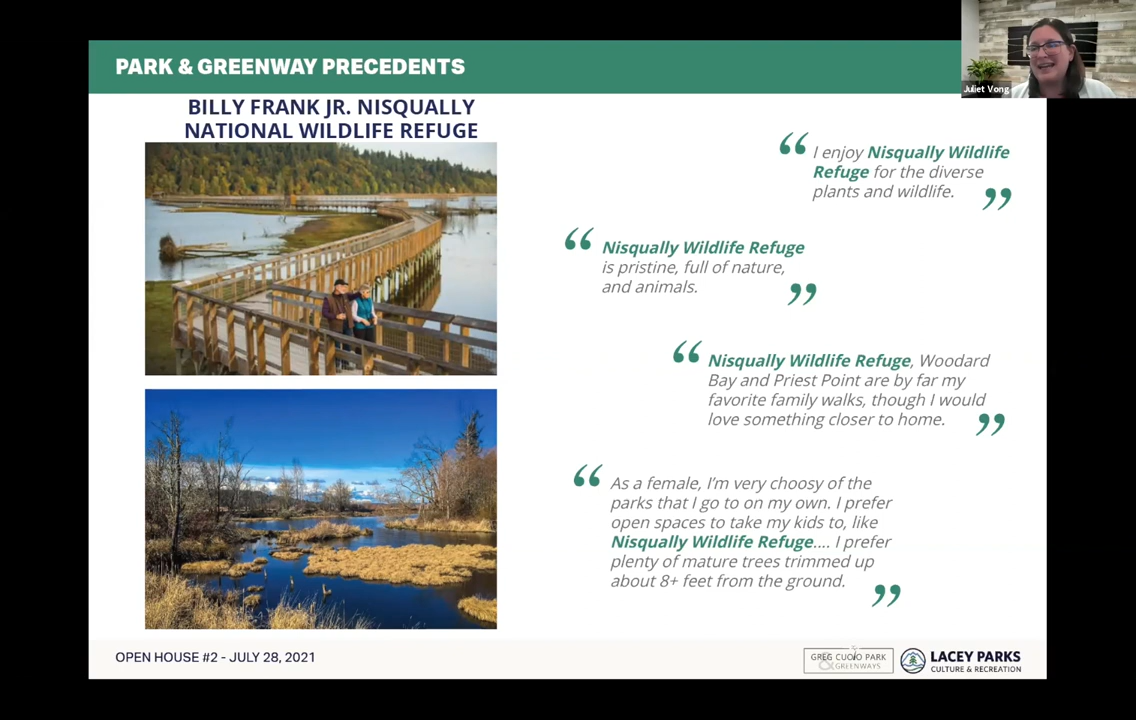 PARK & GREENWAY PRECEDENTS
Juliet Vong
BILLY FRANK JR. NISQUALLY
NATIONAL WILDLIFE REFUGE
“ I enjoy Nisqually Wildlife
Refuge for the diverse
plants and wildlife. ”
“ Nisqually Wildlife Refuge
is pristine, full of nature,
and animals. ”
“ Nisqually Wildlife Refuge, Woodard
Bay and Priest Point are by far my
favorite family walks, though I would
love something closer to home. ”
“ As a female, I’m very choosy of the
parks that I go to on my own. I prefer
open spaces to take my kids to, like
Nisqually Wildlife Refuge.... I prefer
plenty of mature trees trimmed up
about 8+ feet from the ground. ”
OPEN HOUSE #2 - JULY 28, 2021
GREG CUOIO PARK
& GREENWAYS
LACEY PARKS
CULTURE & RECREATION